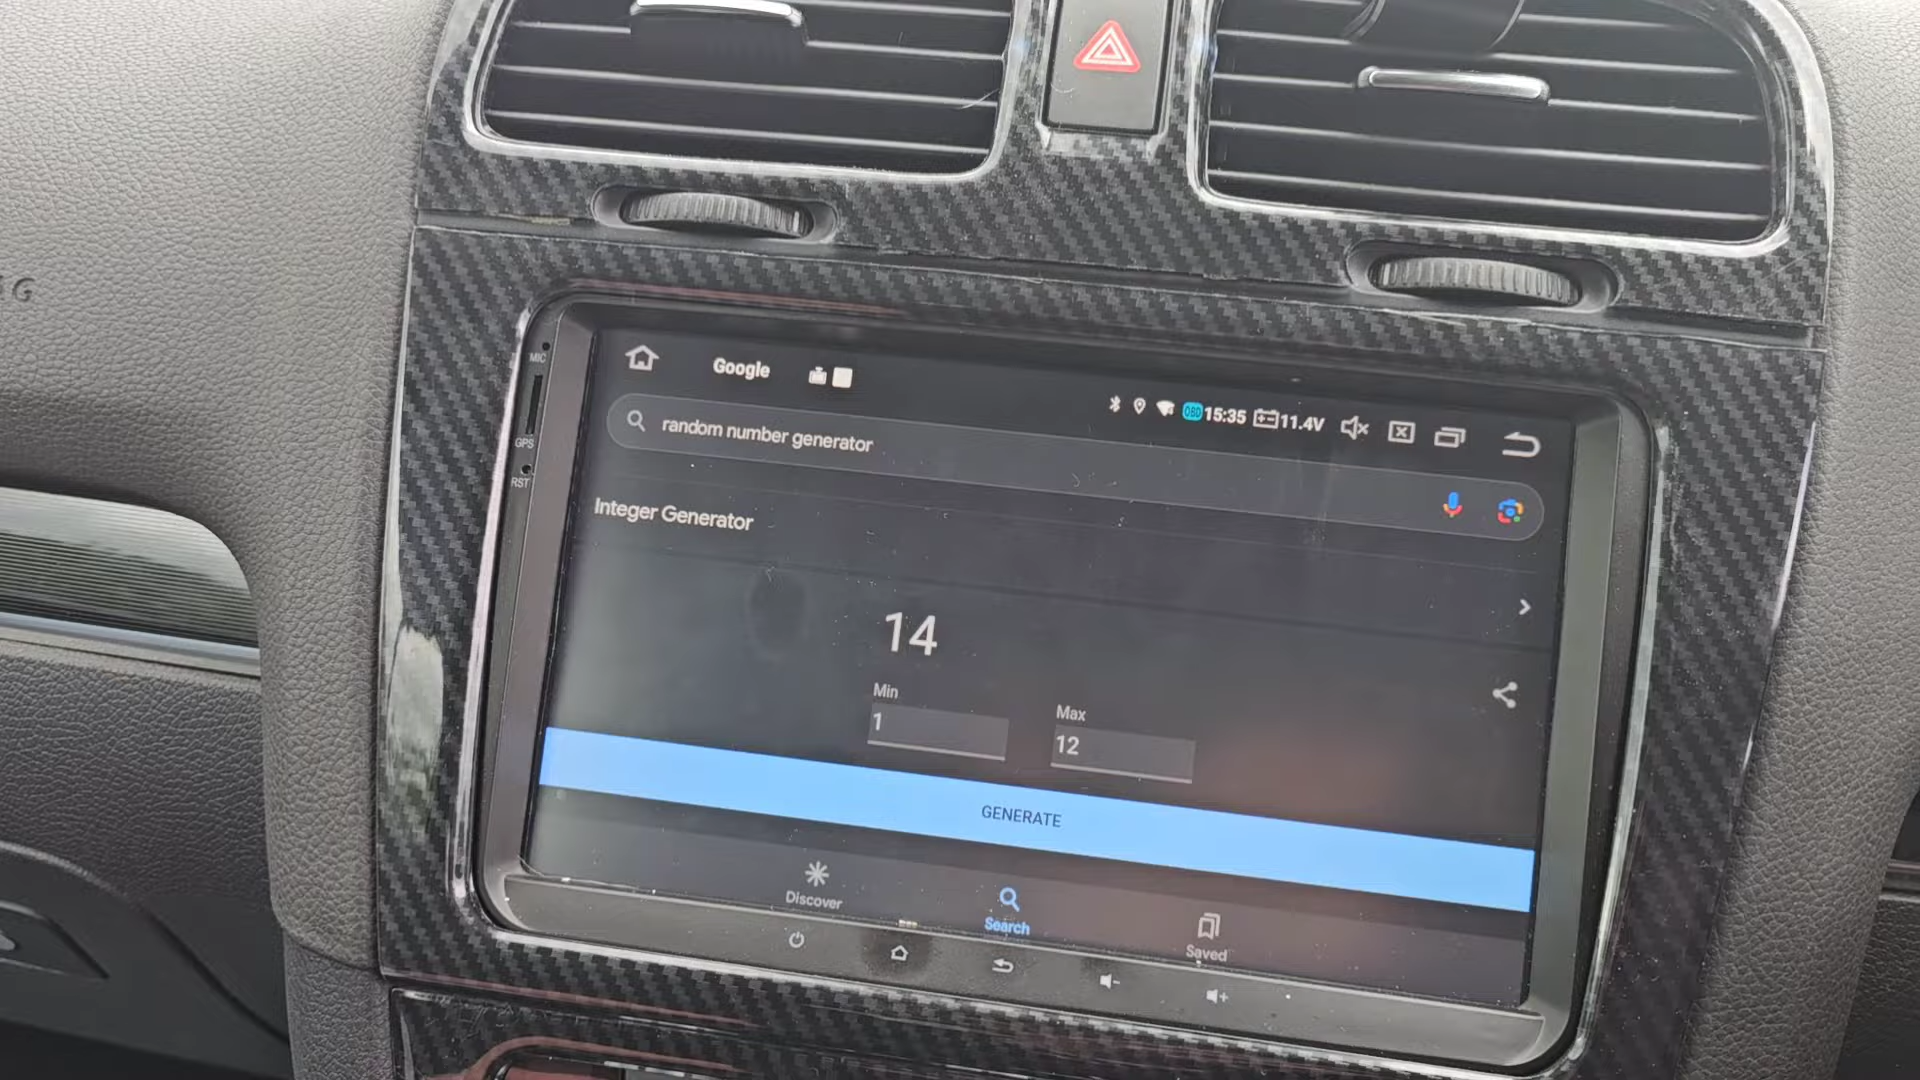 MIC
Google
15:35 11.4V
OBD
random number generator
GPS
RST
Integer Generator
14
Min
Max
1
12
GENERATE
Discover
Search
Saved